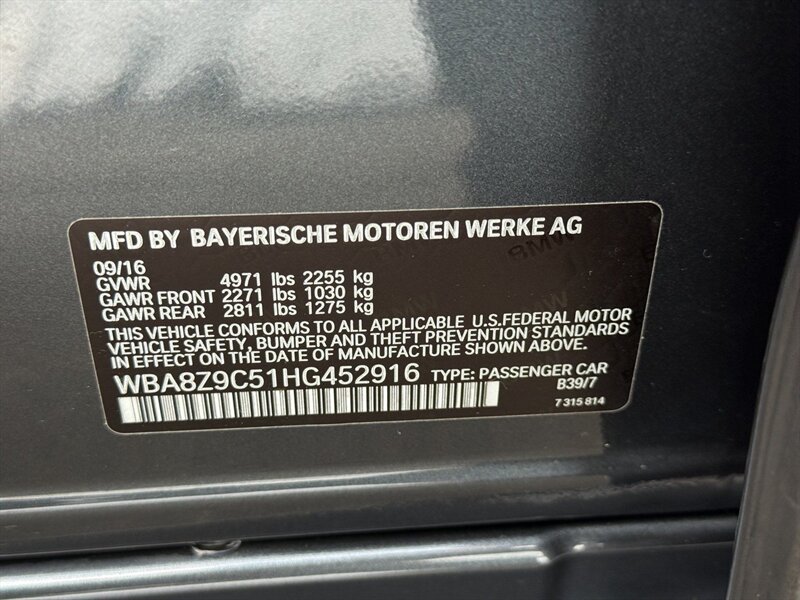 MFD BY BAYERISCHE MOTOREN WERKE AG
09/16
GVWR 4971 lbs 2255 kg
GAWR FRONT 2271 lbs 1030 kg
GAWR REAR 2811 lbs 1275 kg
THIS VEHICLE CONFORMS TO ALL APPLICABLE U.S.FEDERAL MOTOR
VEHICLE SAFETY, BUMPER AND THEFT PREVENTION STANDARDS
IN EFFECT ON THE DATE OF MANUFACTURE SHOWN ABOVE.
WBA8Z9C51HG452916 TYPE: PASSENGER CAR
B39/7
7 315 814
BMW